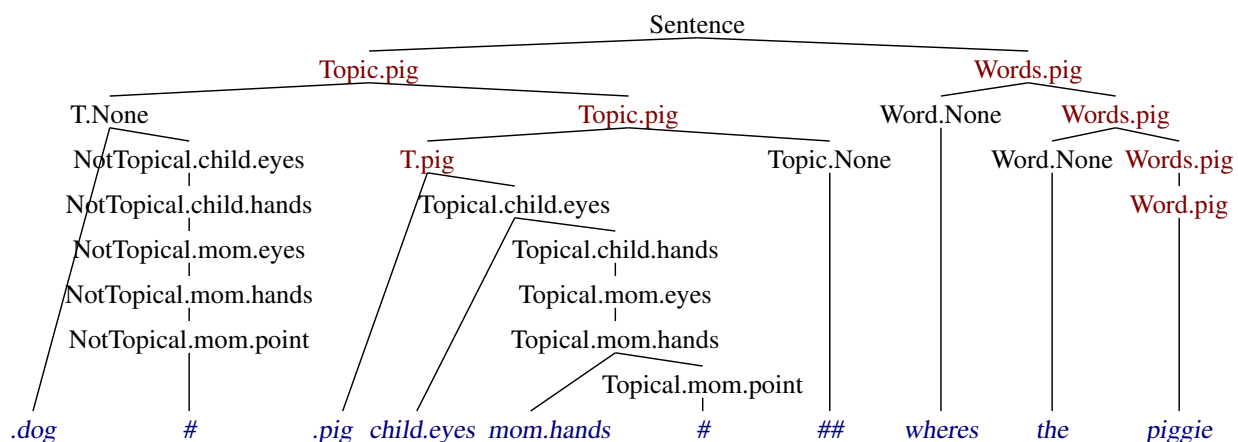 Sentence
Topic.pig Words.pig
T.None Topic.pig Word.None Words.pig
NotTopical.child.eyes T.pig Topic.None Word.None Words.pig
NotTopical.child.hands Topical.child.eyes Word.pig
NotTopical.mom.eyes Topical.child.hands
NotTopical.mom.hands Topical.mom.eyes
NotTopical.mom.point Topical.mom.hands
Topical.mom.point
.dog # .pig child.eyes mom.hands # ## wheres the piggie